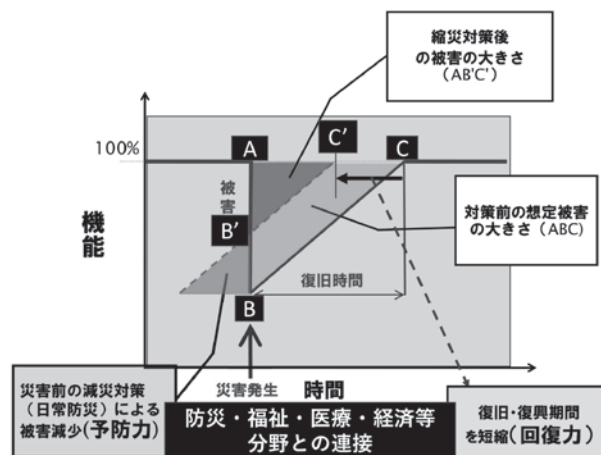 縮災対策後
の被害の大きさ
（AB'C'）
100%
A
C'
C
被害
B'
対策前の想定被害
の大きさ（ABC)
機能
復旧時間
B
災害前の減災対策
（日常防災）による
被害減少(予防力)
災害発生
時間
防災・福祉・医療・経済等
分野との連接
復旧・復興期間
を短縮(回復力)